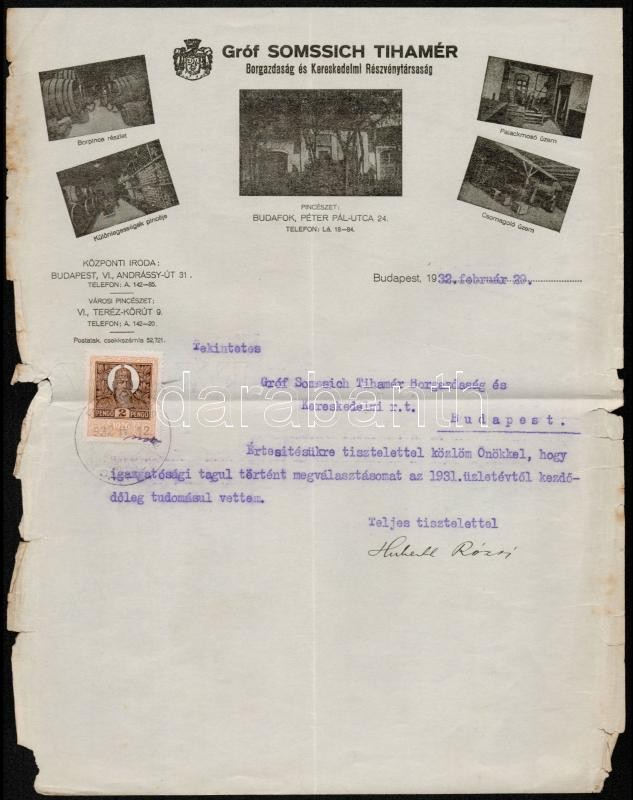 Gróf SOMSSICH TIHAMÉR
Borgazdaság és Kereskedelmi Részvénytársaság
Borpince részlet
Különlegességek pincéje
Palackmosó üzem
Csomagoló üzem
PINCÉSZET:
BUDAFOK, PÉTER PÁL-UTCA 24.
TELEFON: Lá. 18—84.
KÖZPONTI IRODA:
BUDAPEST, VI., ANDRÁSSY-ÚT 31.
TELEFON: A. 142—85.
VÁROSI PINCÉSZET:
VI., TERÉZ-KÖRÚT 9.
TELEFON: A. 142—20.
Postatak. csekkszámla 52,721.
Budapest, 1932.február 29.
Tekintetes
Gróf Somssich Tihamér Borgazdaság és
Kereskedelmi r.t.
Budapest.
PENGŐ 2 PENGŐ
1926
darabanth
Értesitésükre tisztelettel közlöm Önökkel, hogy
igazgatósági tagul történt megválasztásomat az 1931.üzletévtől kezdő-
dőleg tudomásul vettem.
Teljes tisztelettel
Rózsi